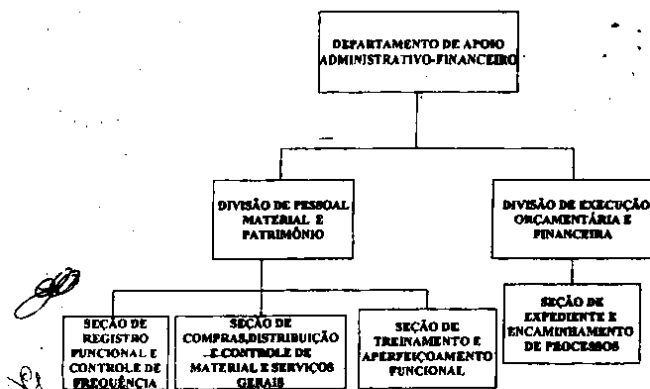 DEPARTAMENTO DE APOIO
ADMINISTRATIVO-FINANCEIRO
DIVISÃO DE PESSOAL
MATERIAL E
PATRIMÔNIO
DIVISÃO DE EXECUÇÃO
ORÇAMENTÁRIA E
FINANCEIRA
SEÇÃO DE
REGISTRO
FUNCIONAL E
CONTROLE DE
FREQUÊNCIA
SEÇÃO DE
COMPRAS,DISTRIBUIÇÃO
E CONTROLE DE
MATERIAL E SERVIÇOS
GERAIS
SEÇÃO DE
TREINAMENTO E
APERFEIÇOAMENTO
FUNCIONAL
SEÇÃO DE
EXPEDIENTE E
ENCAMINHAMENTO
DE PROCESSOS